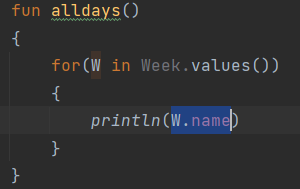 fun alldays()
{
for(W in Week.values())
{
println(W.name)
}
}